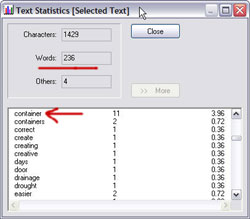 Text Statistics [Selected Text]
Characters: 1429
Close
Words: 236
Others: 4
>> More
container 11 3.96
containers 2 0.72
correct 1 0.36
create 1 0.36
creating 1 0.36
creative 1 0.36
days 1 0.36
door 1 0.36
drainage 1 0.36
drought 1 0.36
easier 2 0.72